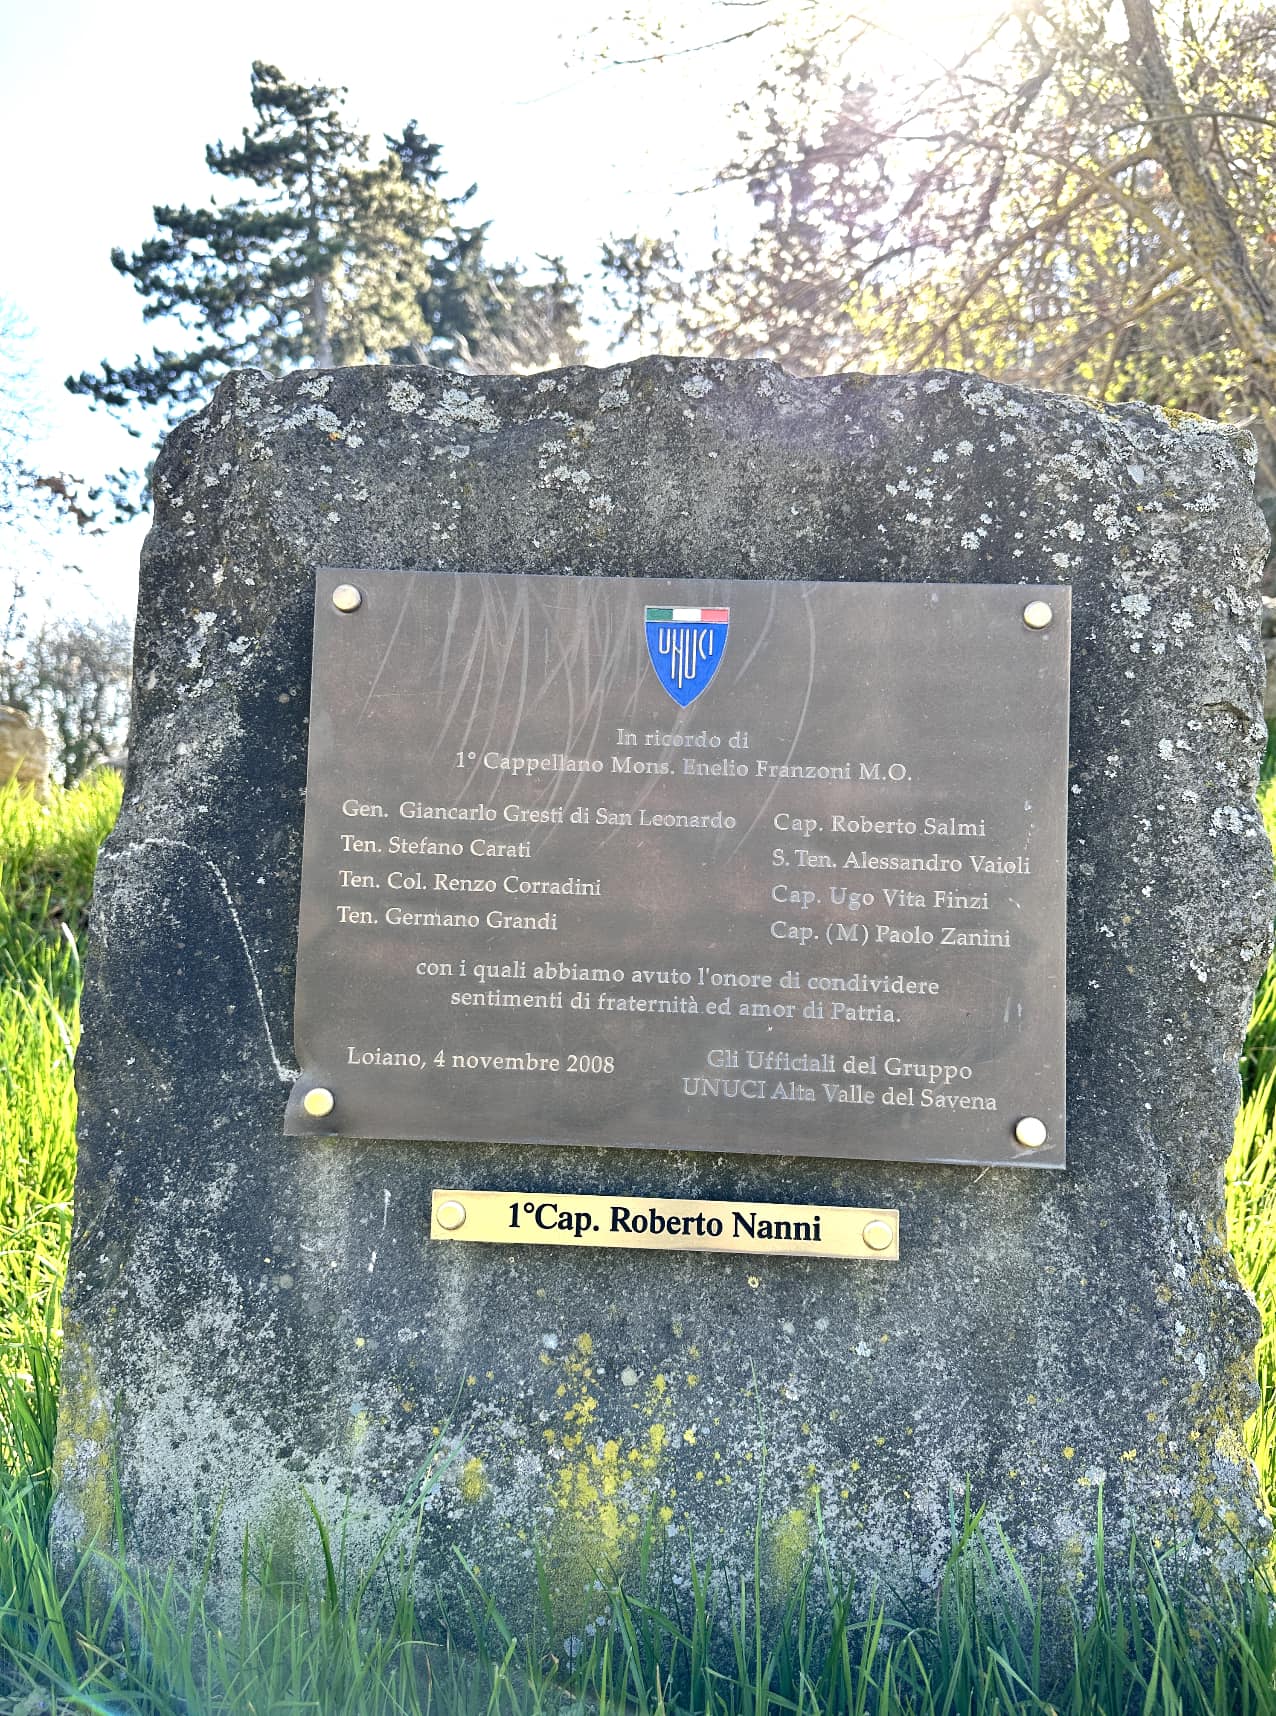 UNUCI
In ricordo di
1° Cappellano Mons. Enelio Franzoni M.O.
Gen. Giancarlo Gresti di San Leonardo
Ten. Stefano Carati
Ten. Col. Renzo Corradini
Ten. Germano Grandi
Cap. Roberto Salmi
S. Ten. Alessandro Vaioli
Cap. Ugo Vita Finzi
Cap. (M) Paolo Zanini
con i quali abbiamo avuto l'onore di condividere
sentimenti di fraternità ed amor di Patria.
Loiano, 4 novembre 2008
Gli Ufficiali del Gruppo
UNUCI Alta Valle del Savena
1°Cap. Roberto Nanni